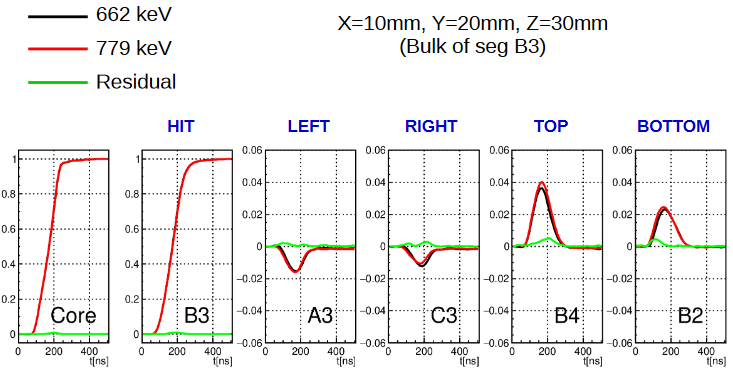 662 keV
779 keV
Residual
X=10mm, Y=20mm, Z=30mm
(Bulk of seg B3)
HIT LEFT RIGHT TOP BOTTOM
1 1 0.06 0.06 0.06 0.06
0.8 0.8 0.04 0.04 0.04 0.04
0.6 0.6 0.02 0.02 0.02 0.02
0 0 0 0
0.4 0.4 −0.02 −0.02 −0.02 −0.02
0.2 0.2 −0.04 −0.04 −0.04 −0.04
Core B3 A3 C3 B4 B2
0 0 −0.06 −0.06 −0.06 −0.06
0 200 400 0 200 400 0 200 400 0 200 400 0 200 400 0 200 400
t[ns] t[ns] t[ns] t[ns] t[ns] t[ns]